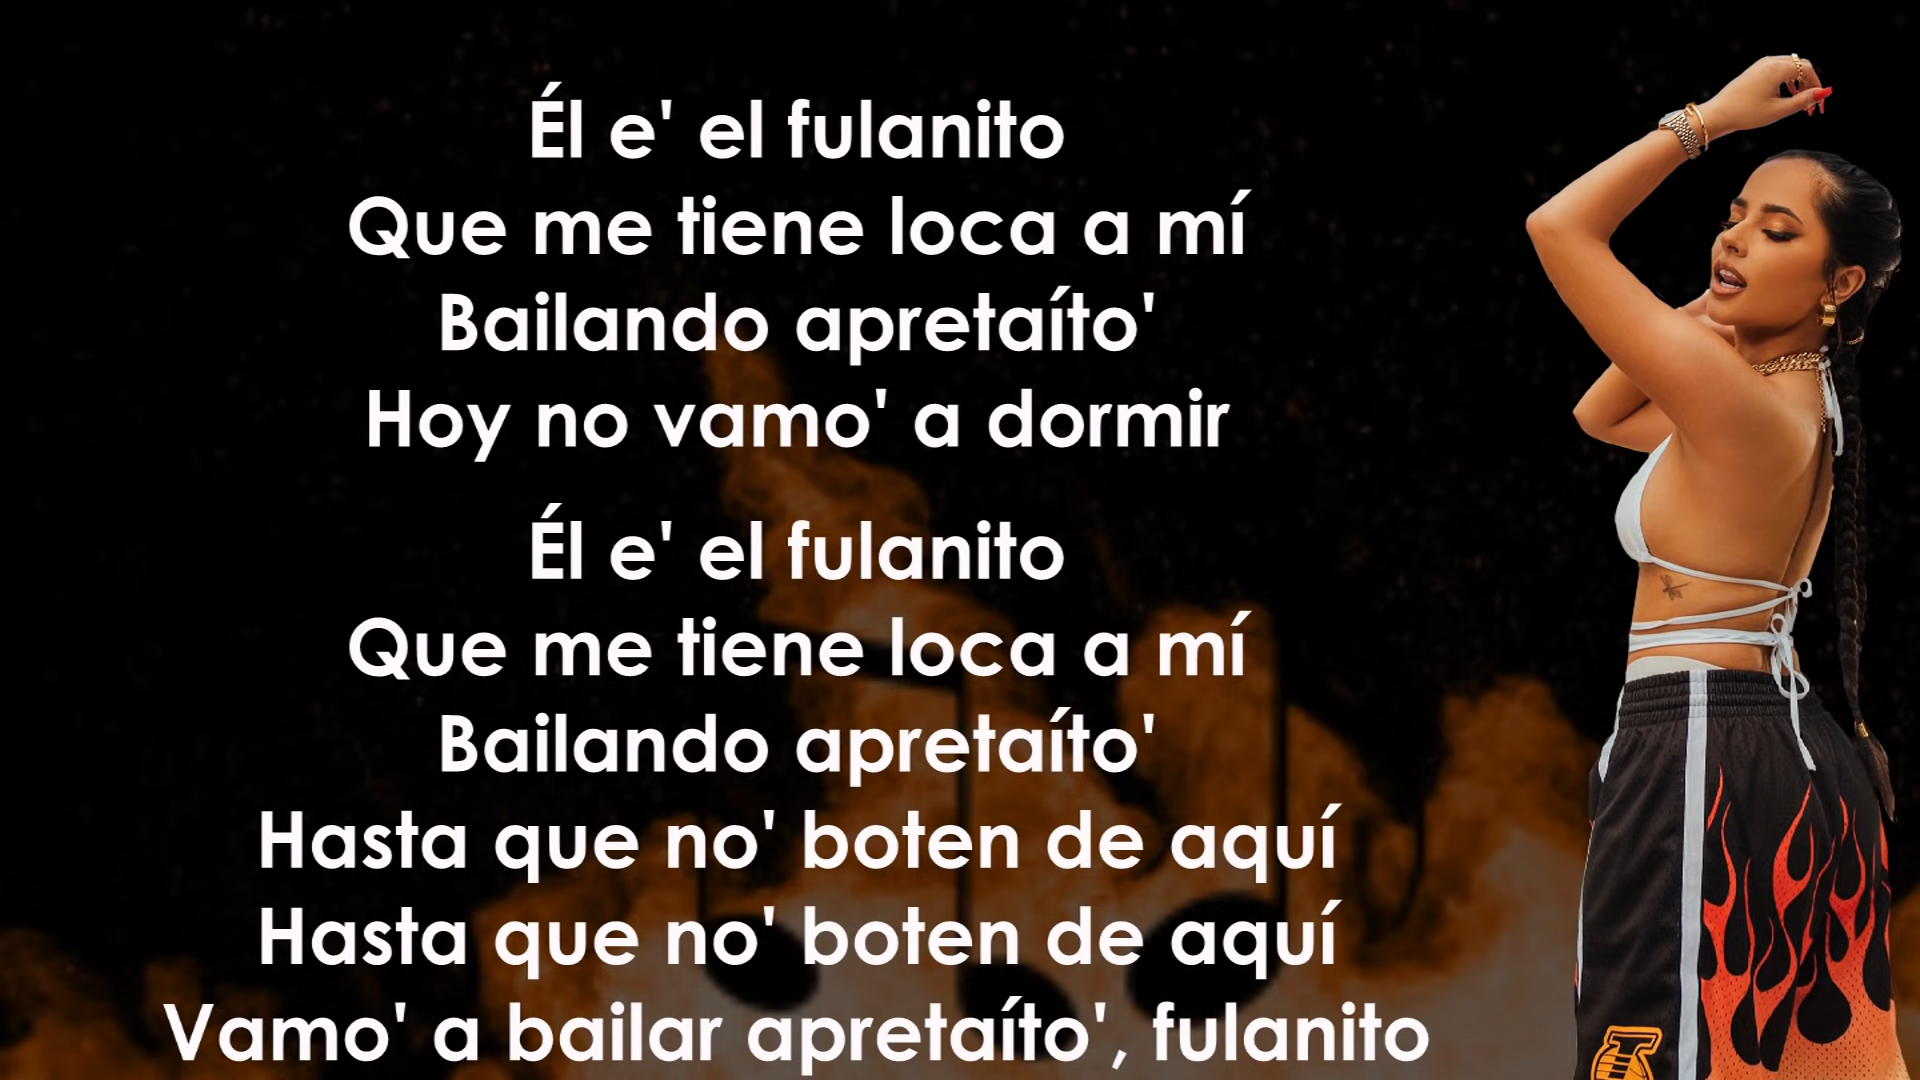 Él e' el fulanito
Que me tiene loca a mí
Bailando apretaíto'
Hoy no vamo' a dormir
Él e' el fulanito
Que me tiene loca a mí
Bailando apretaíto'
Hasta que no' boten de aquí
Hasta que no' boten de aquí
Vamo' a bailar apretaíto', fulanito